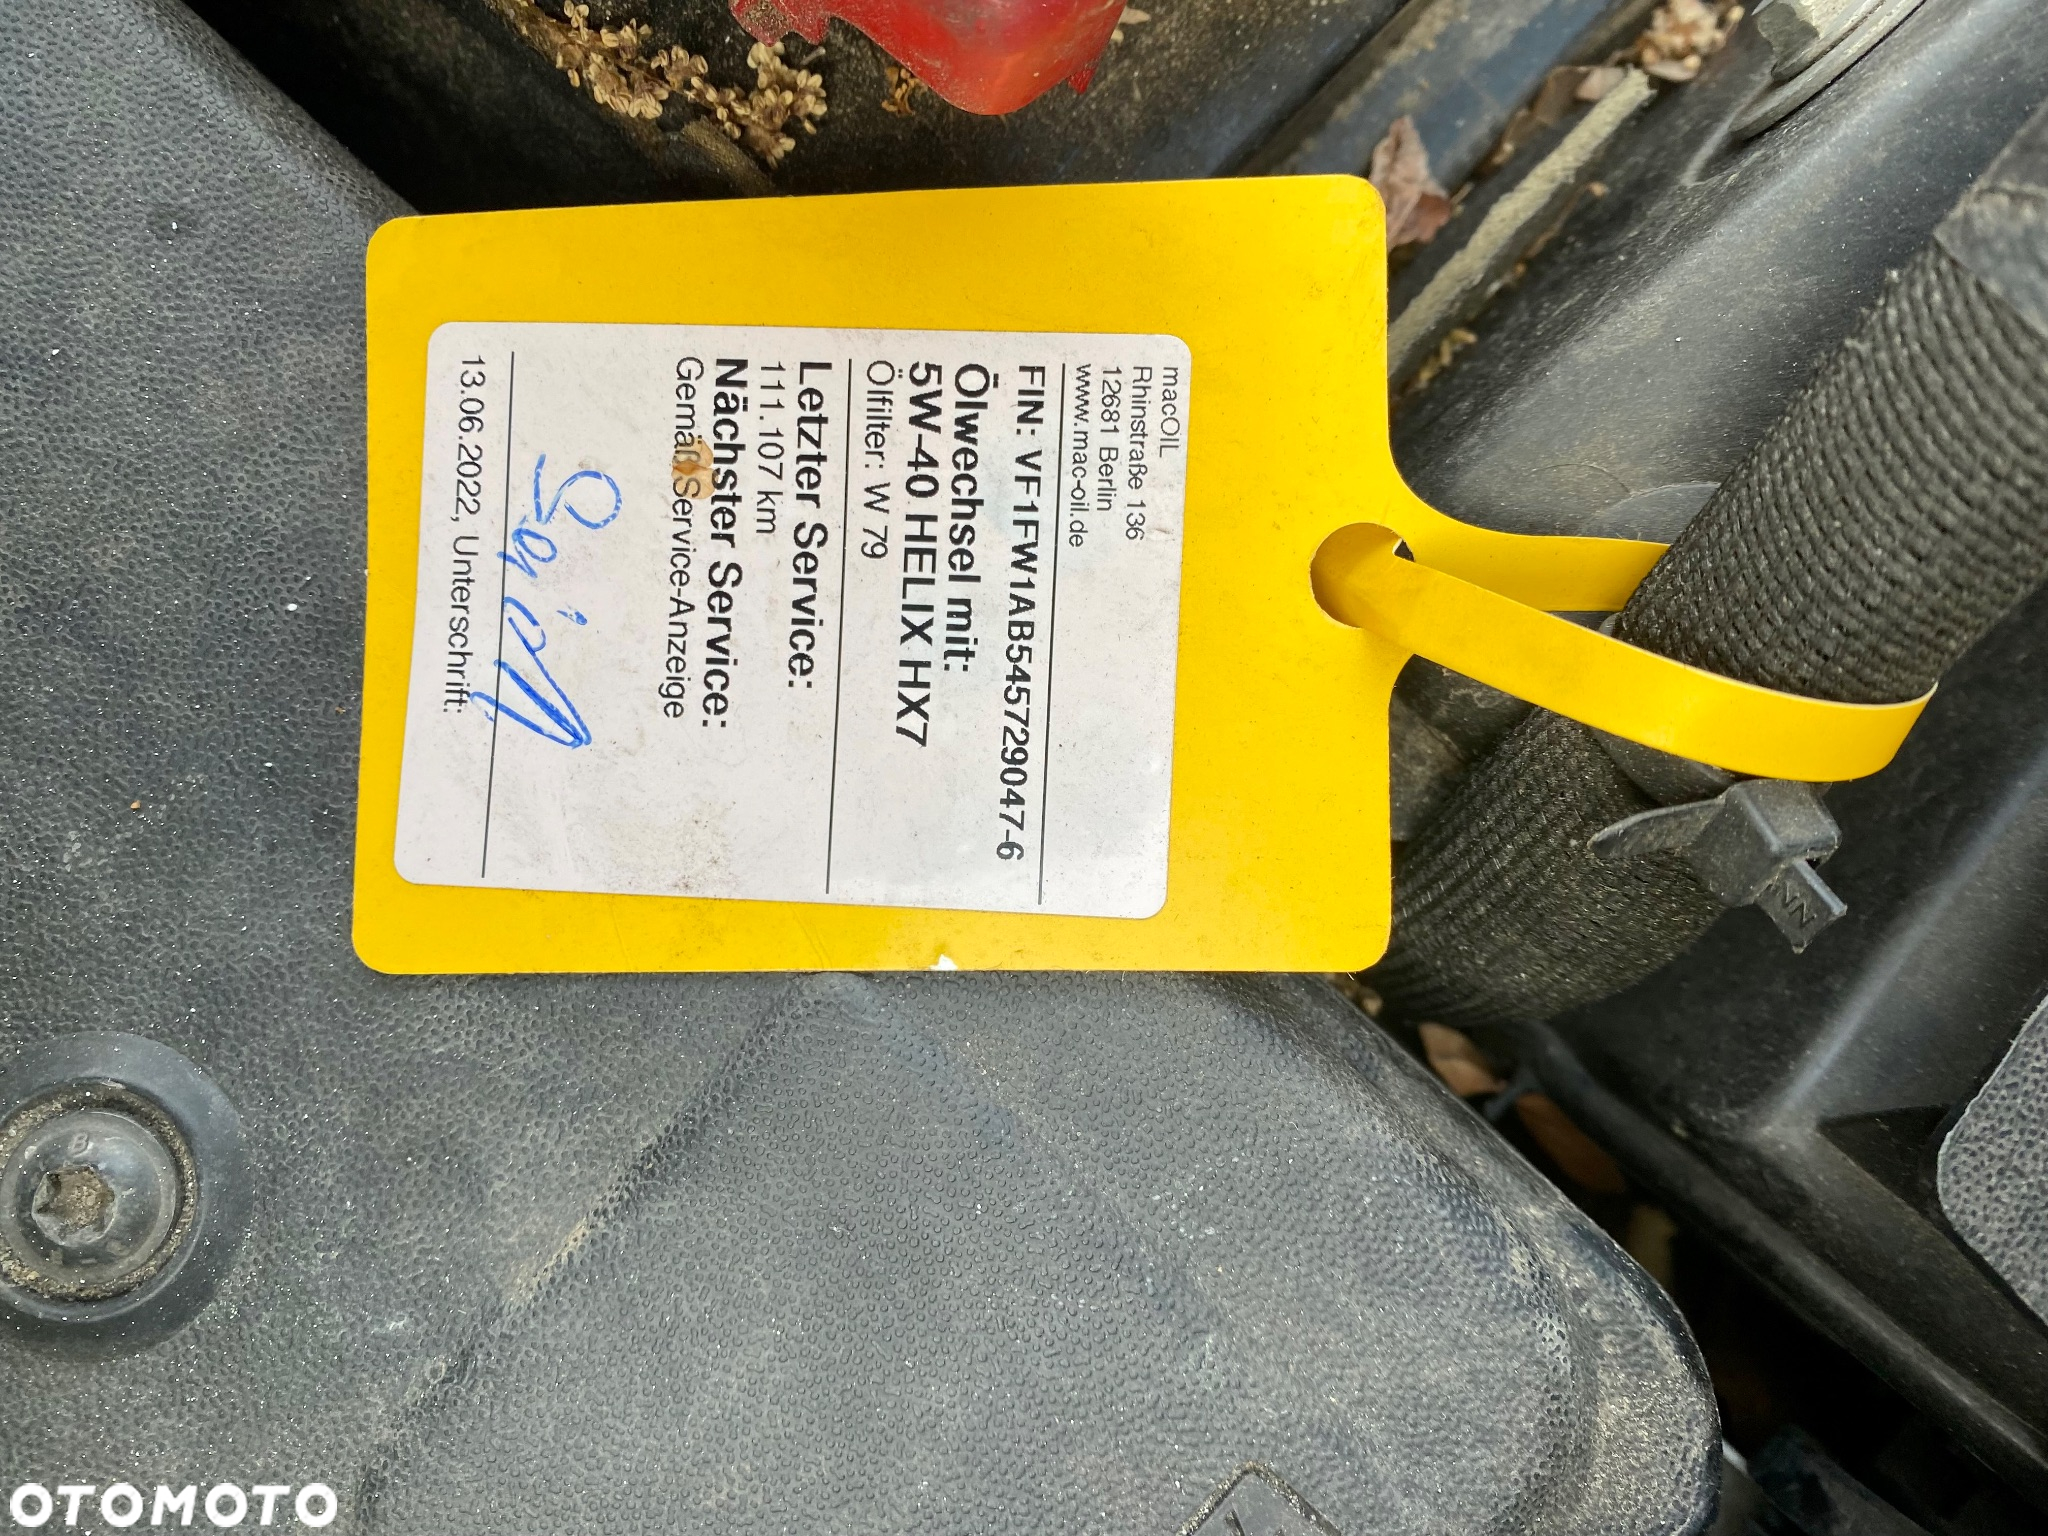 macOIL
Rhinstraße 136
12681 Berlin
www.mac-oil.de
FIN: VF1FW1AB545729047-6
Ölwechsel mit:
5W-40 HELIX HX7
Ölfilter: W 79
Letzter Service:
111.107 km
Nächster Service:
Gemäß Service-Anzeige
13.06.2022, Unterschrift:
B
OTOMOTO